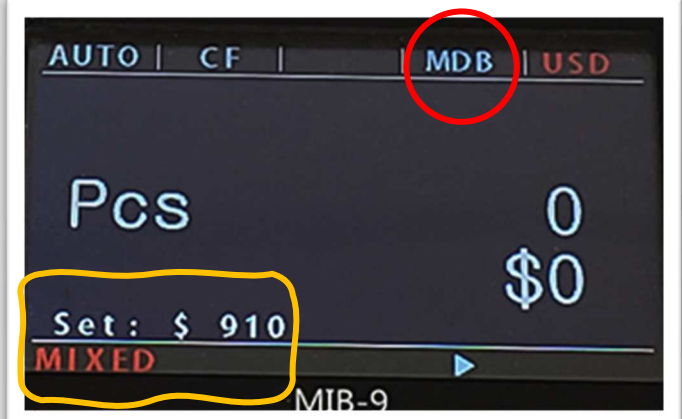 AUTO | CF | | MDB | USD
Pcs 0
$0
Set: $ 910
MIXED
MIB-9